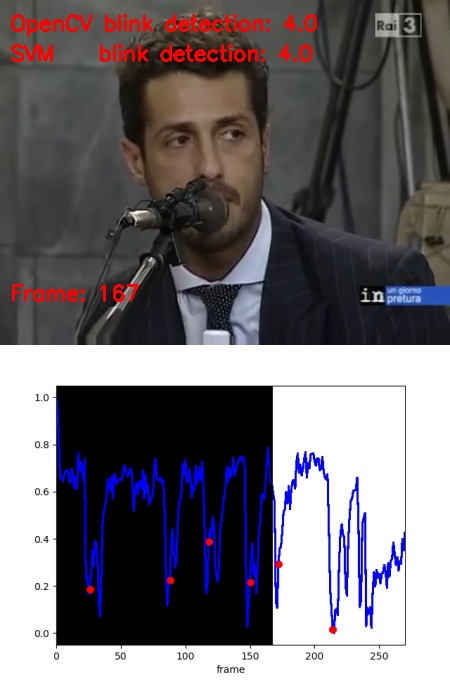 OpenCV blink detection: 4.0
Rai 3
SVM blink detection: 4.0
Frame: 167
in un giorno
pretura
1.0
0.8
0.6
0.4
0.2
0.0
0 50 100 150 200 250
frame